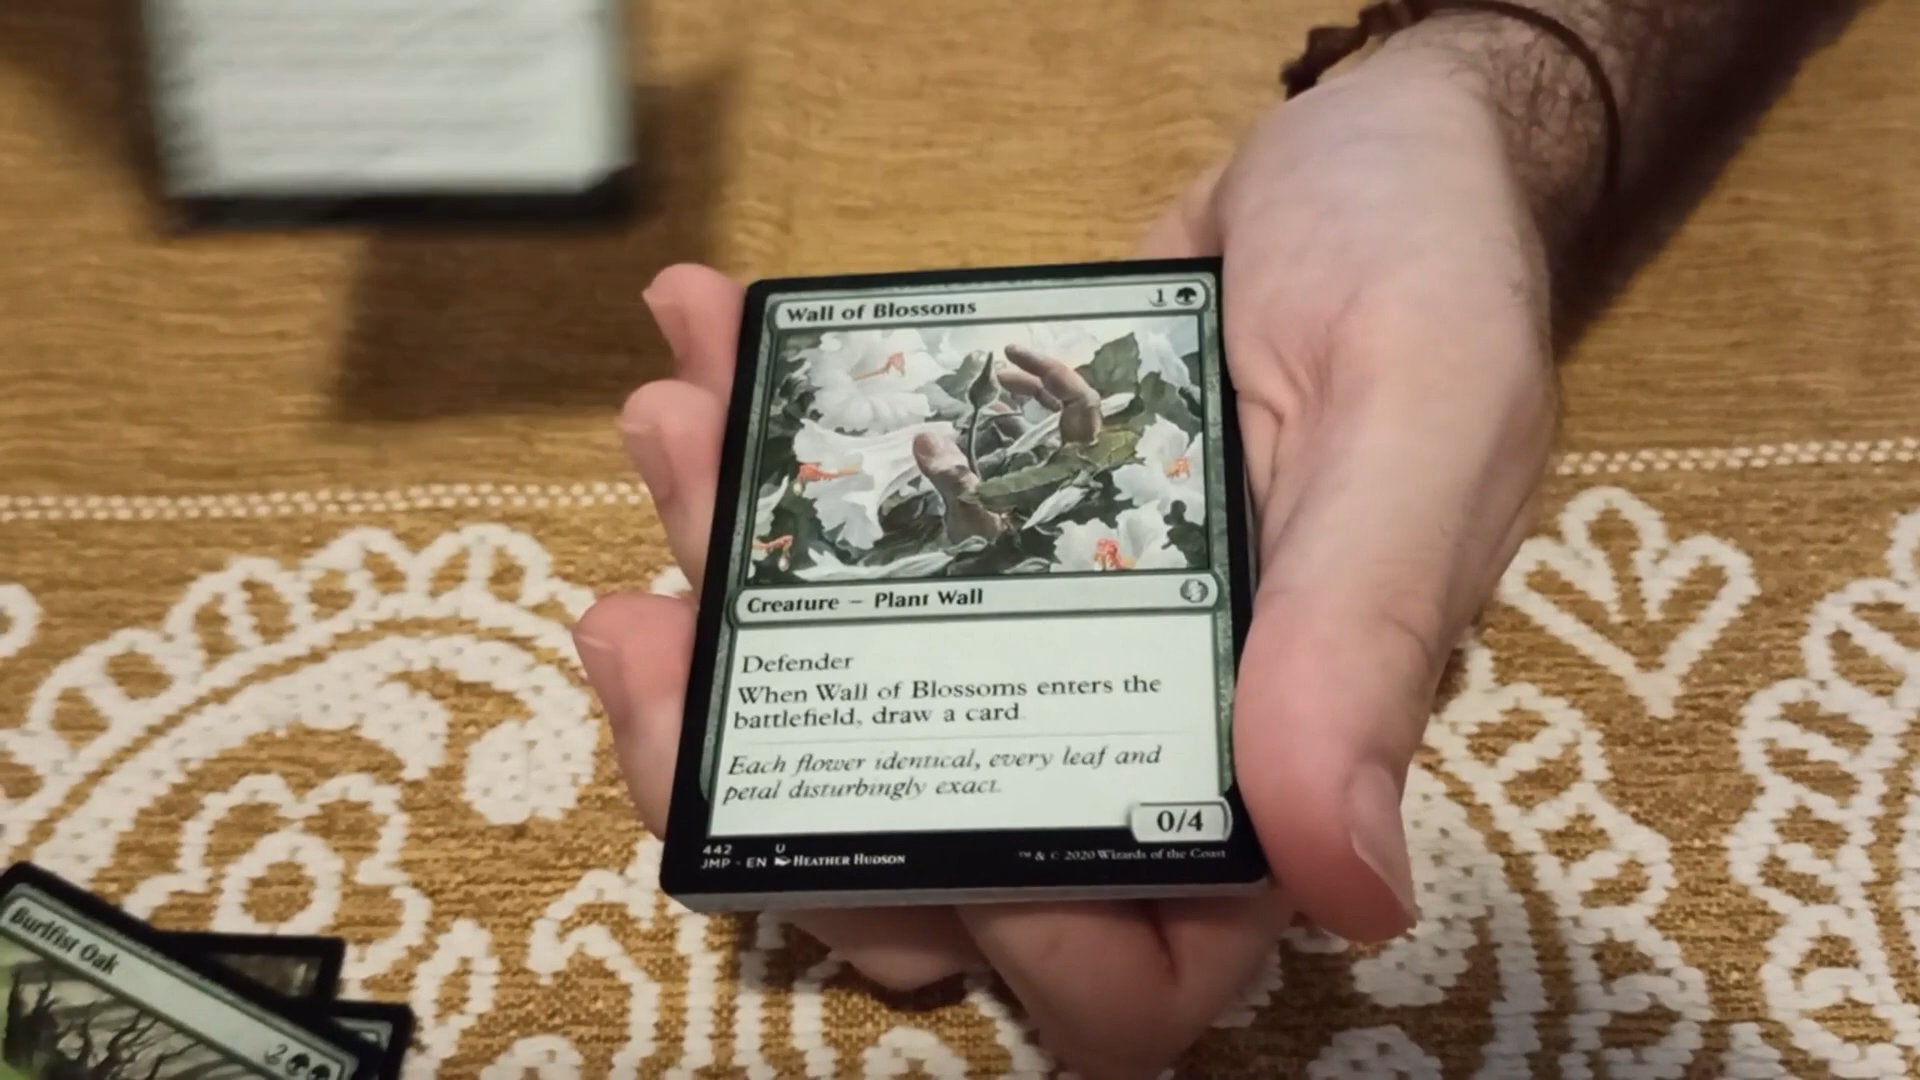 Wall of Blossoms 1
Creature – Plant Wall
Defender
When Wall of Blossoms enters the
battlefield, draw a card.
Each flower identical, every leaf and
petal disturbingly exact.
0/4
442 U
JMP · EN HEATHER HUDSON
™ & © 2020 Wizards of the Coast
Burlfist Oak
2